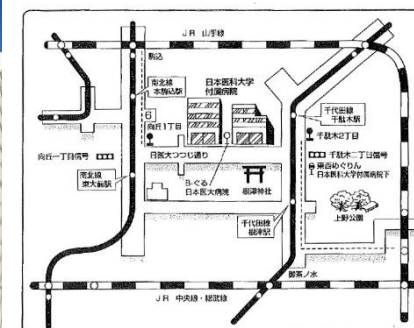 JR 山手線
駒込
南北線
本駒込駅
日本医科大学
付属病院
千代田線
千駄木駅
6
向丘1丁目
千駄木2丁目
向丘一丁目信号
日医大つつじ通り
千駄木二丁目信号
東西めぐりん
日本医科大学付属病院下
南北線
東大前駅
B-ぐる
日本医大病院
根津神社
上野公園
千代田線
根津駅
御茶ノ水
JR 中央線・総武線